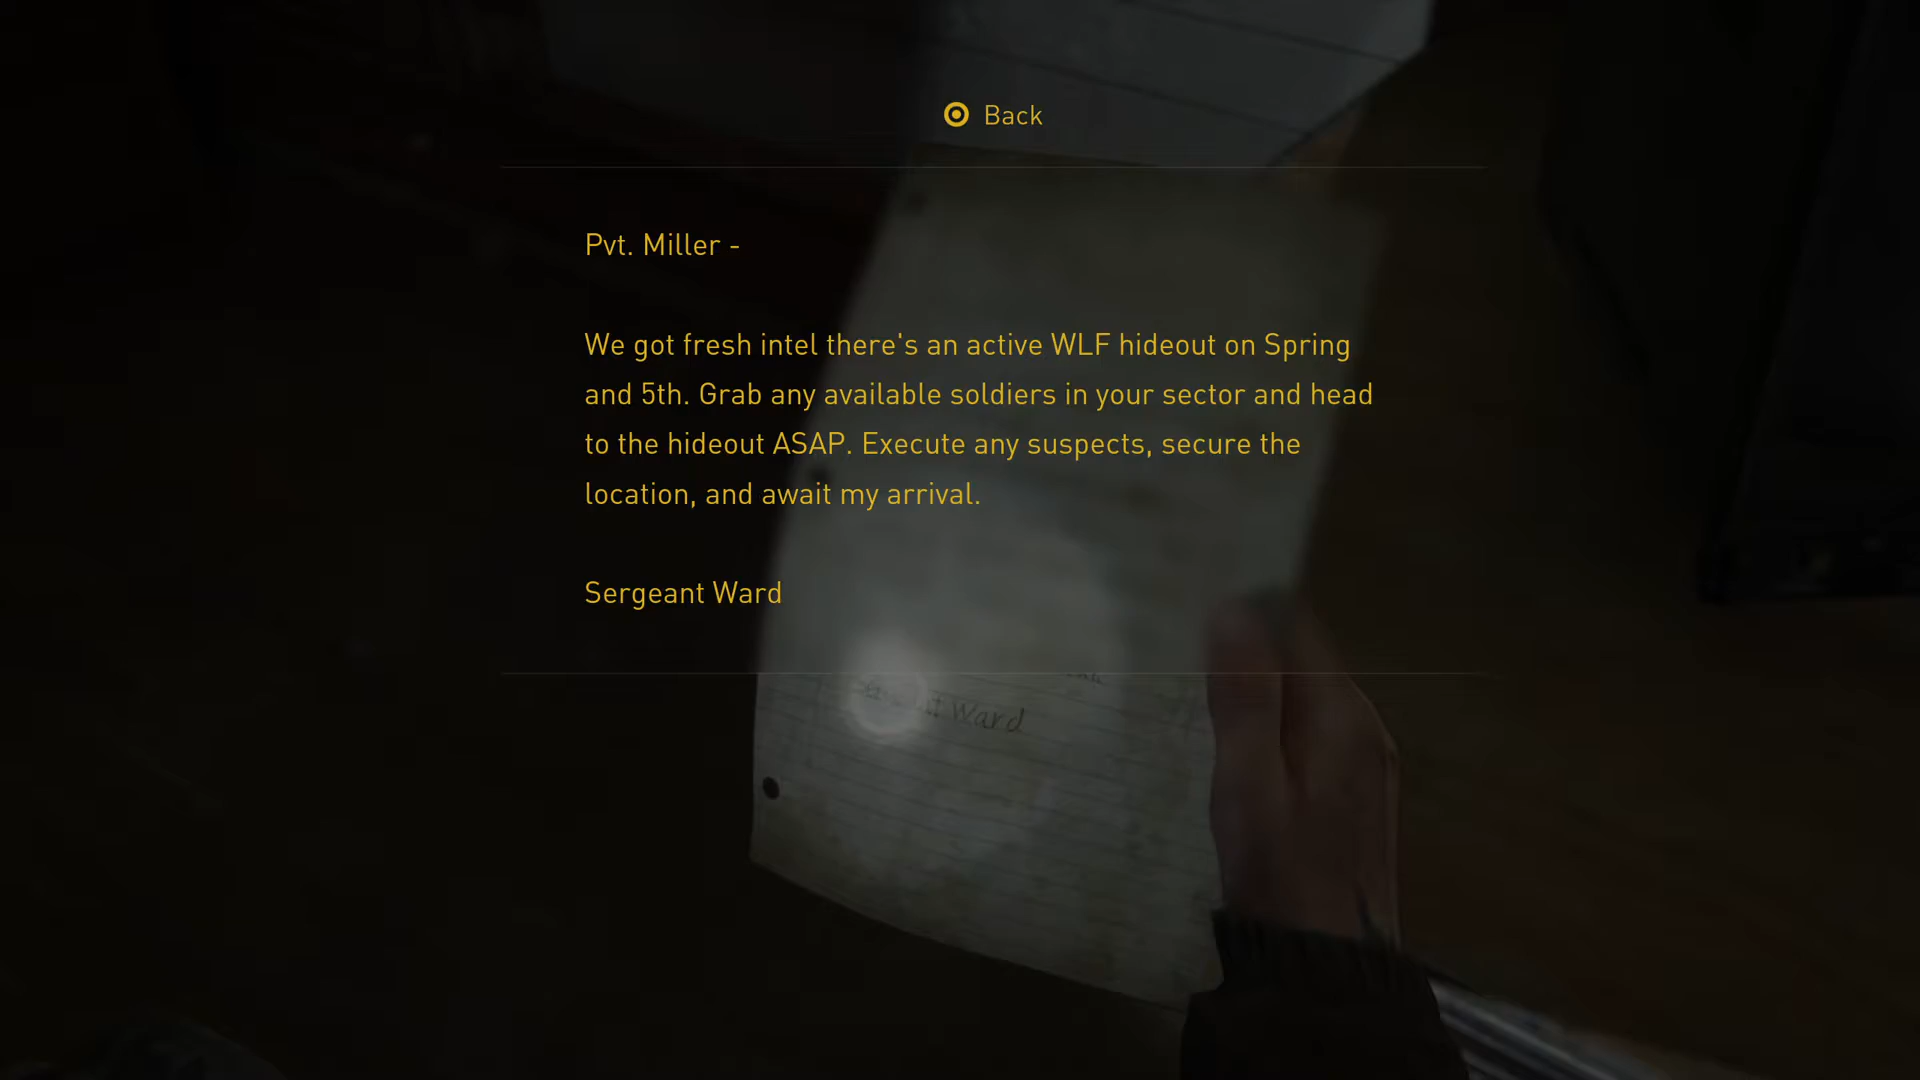 Back
Pvt. Miller -
We got fresh intel there's an active WLF hideout on Spring
and 5th. Grab any available soldiers in your sector and head
to the hideout ASAP. Execute any suspects, secure the
location, and await my arrival.
Sergeant Ward
Ward